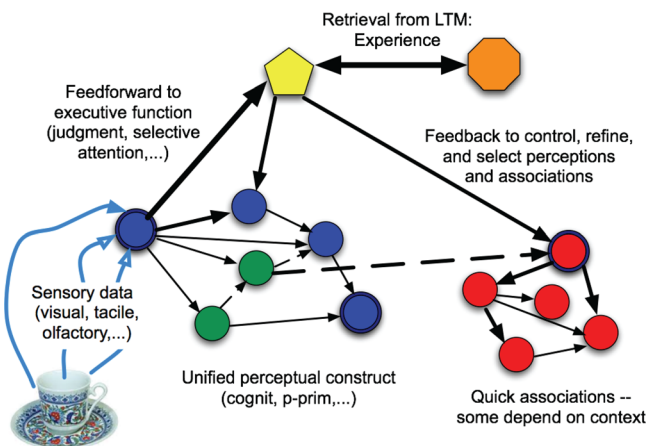 Retrieval from LTM:
Experience
Feedforward to
executive function
(judgment, selective
attention,...)
Feedback to control, refine,
and select perceptions
and associations
Sensory data
(visual, tacile,
olfactory,...)
Unified perceptual construct
(cognit, p-prim,...)
Quick associations --
some depend on context